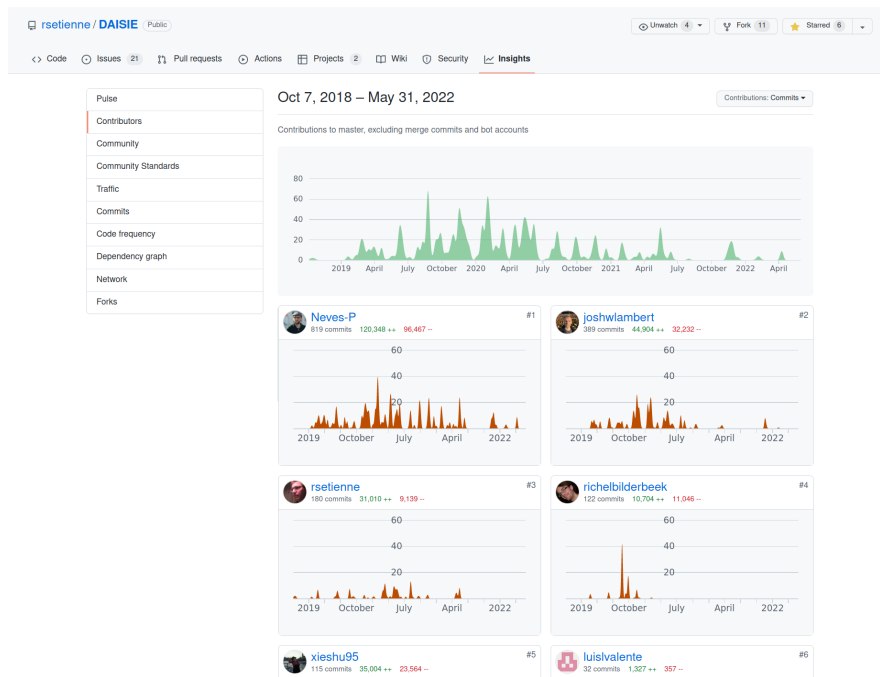 rsetienne / DAISIE Public
Unwatch 4 Fork 11 Starred 6
Code Issues 21 Pull requests Actions Projects 2 Wiki Security Insights
Pulse
Contributors
Community
Community Standards
Traffic
Commits
Code frequency
Dependency graph
Network
Forks
Oct 7, 2018 – May 31, 2022
Contributions: Commits
Contributions to master, excluding merge commits and bot accounts
80
60
40
20
0
2019 April July October 2020 April July October 2021 April July October 2022 April
Neves-P #1
819 commits 120,348 ++ 96,467 --
60
40
20
2019 October July April 2022
joshwlambert #2
389 commits 44,904 ++ 32,232 --
60
40
20
2019 October July April 2022
rsetienne #3
180 commits 31,010 ++ 9,139 --
60
40
20
2019 October July April 2022
richelbilderbeek #4
122 commits 10,704 ++ 11,046 --
60
40
20
2019 October July April 2022
xieshu95 #5
115 commits 35,004 ++ 23,564 --
luislvalente #6
32 commits 1,327 ++ 357 --